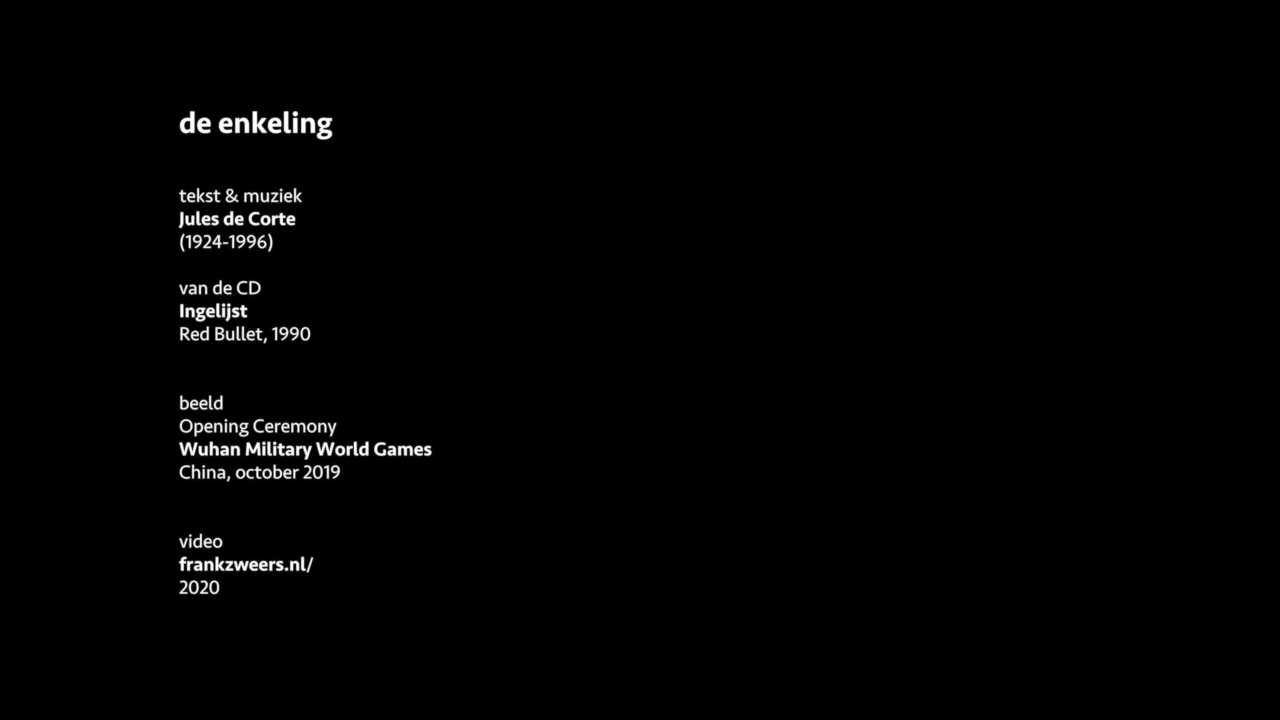 de enkeling
tekst & muziek
Jules de Corte
(1924-1996)
van de CD
Ingelijst
Red Bullet, 1990
beeld
Opening Ceremony
Wuhan Military World Games
China, october 2019
video
frankzweers.nl/
2020